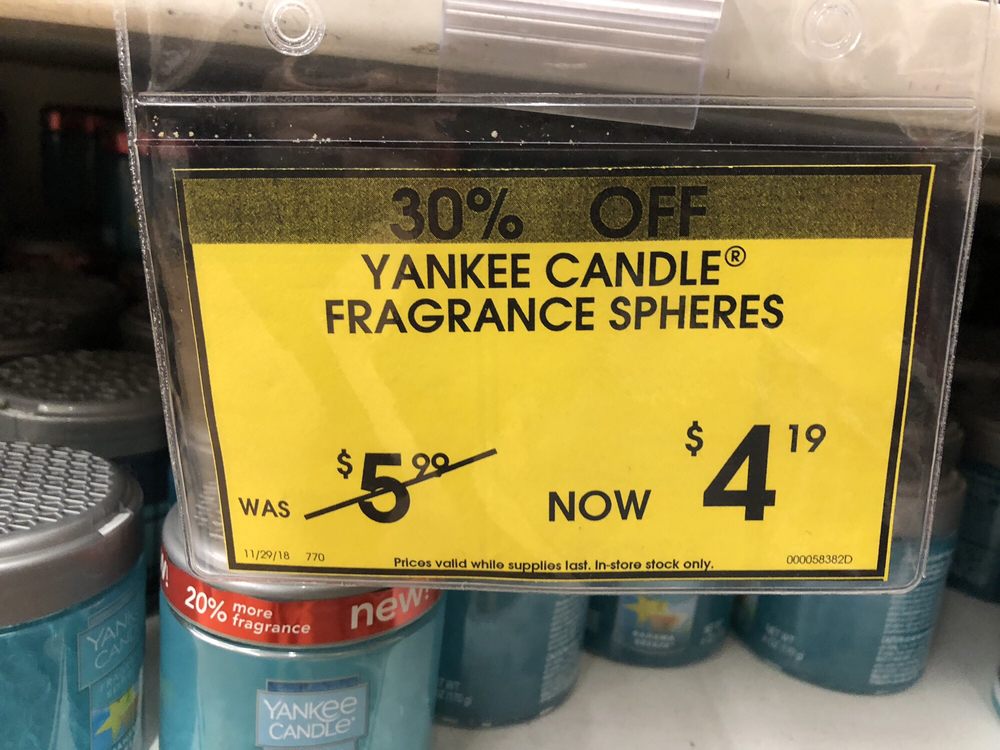 30% OFF
YANKEE CANDLE®
FRAGRANCE SPHERES
WAS $5.99 NOW $4.19
11/29/18 770
Prices valid while supplies last. In-store stock only.
000058382D
20% more fragrance new!
YANKEE
CANDLE®